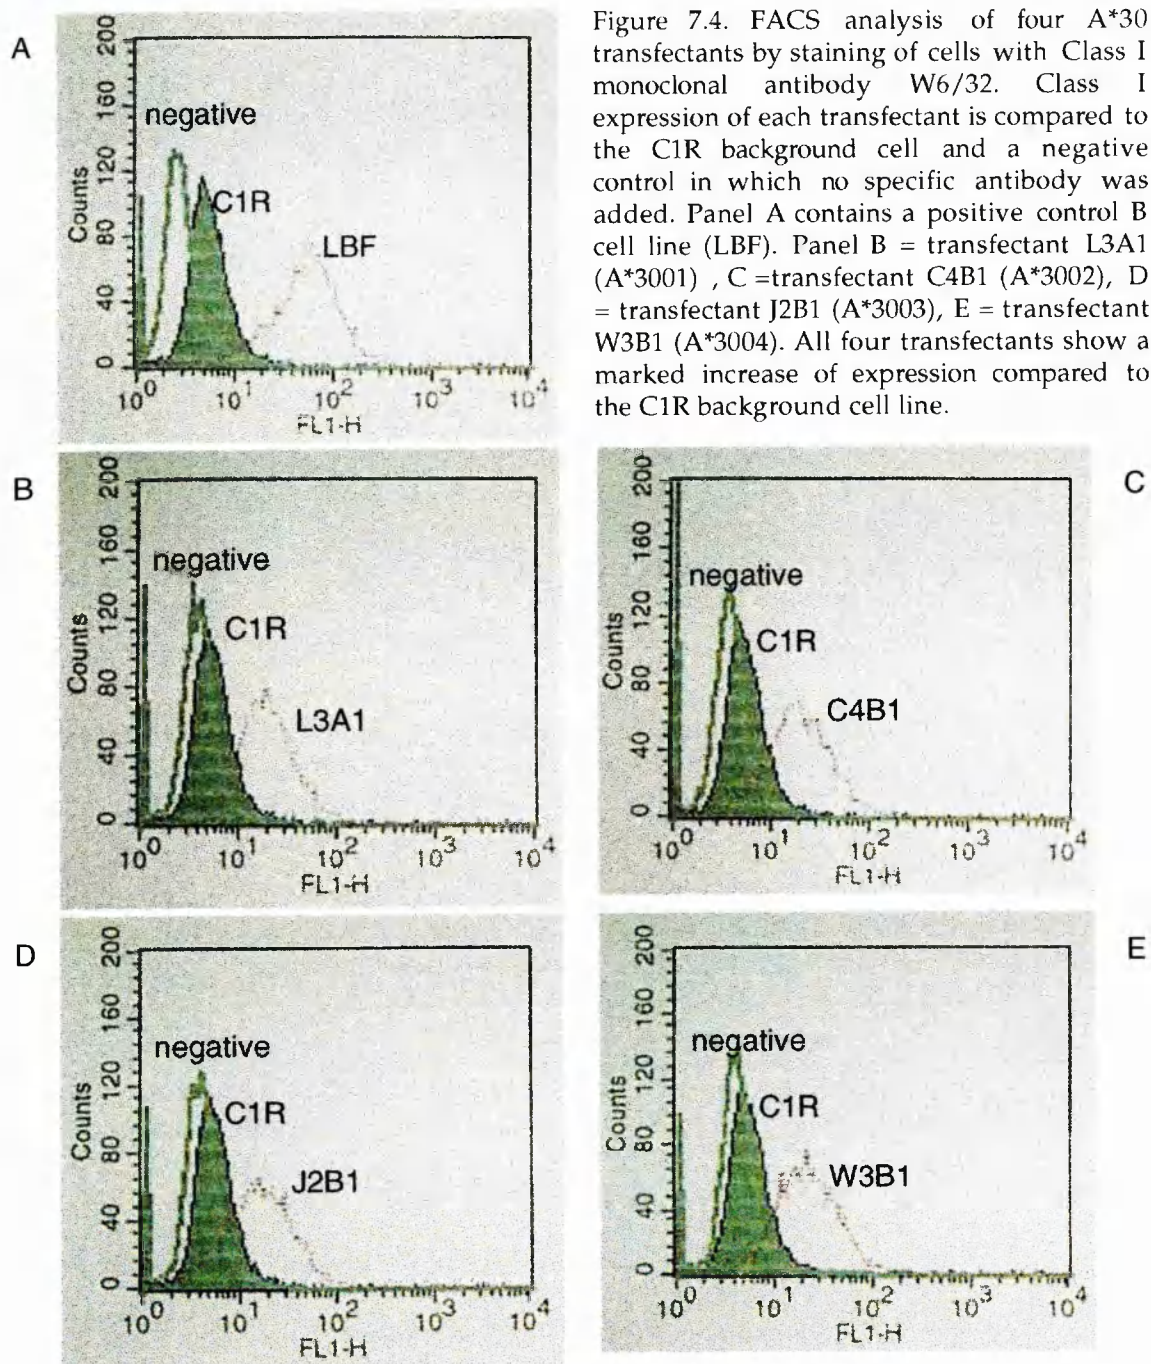 A
200
160
120
80
40
0
Counts
negative
C1R
LBF
10^0 10^1 10^2 10^3 10^4
FL1-H
Figure 7.4. FACS analysis of four A*30
transfectants by staining of cells with Class I
monoclonal antibody W6/32. Class I
expression of each transfectant is compared to
the C1R background cell and a negative
control in which no specific antibody was
added. Panel A contains a positive control B
cell line (LBF). Panel B = transfectant L3A1
(A*3001) , C =transfectant C4B1 (A*3002), D
= transfectant J2B1 (A*3003), E = transfectant
W3B1 (A*3004). All four transfectants show a
marked increase of expression compared to
the C1R background cell line.
B
200
160
120
80
40
0
Counts
negative
C1R
L3A1
10^0 10^1 10^2 10^3 10^4
FL1-H
C
200
160
120
80
40
0
Counts
negative
C1R
C4B1
10^0 10^1 10^2 10^3 10^4
FL1-H
D
200
160
120
80
40
0
Counts
negative
C1R
J2B1
10^0 10^1 10^2 10^3 10^4
FL1-H
E
200
160
120
80
40
0
Counts
negative
C1R
W3B1
10^0 10^1 10^2 10^3 10^4
FL1-H